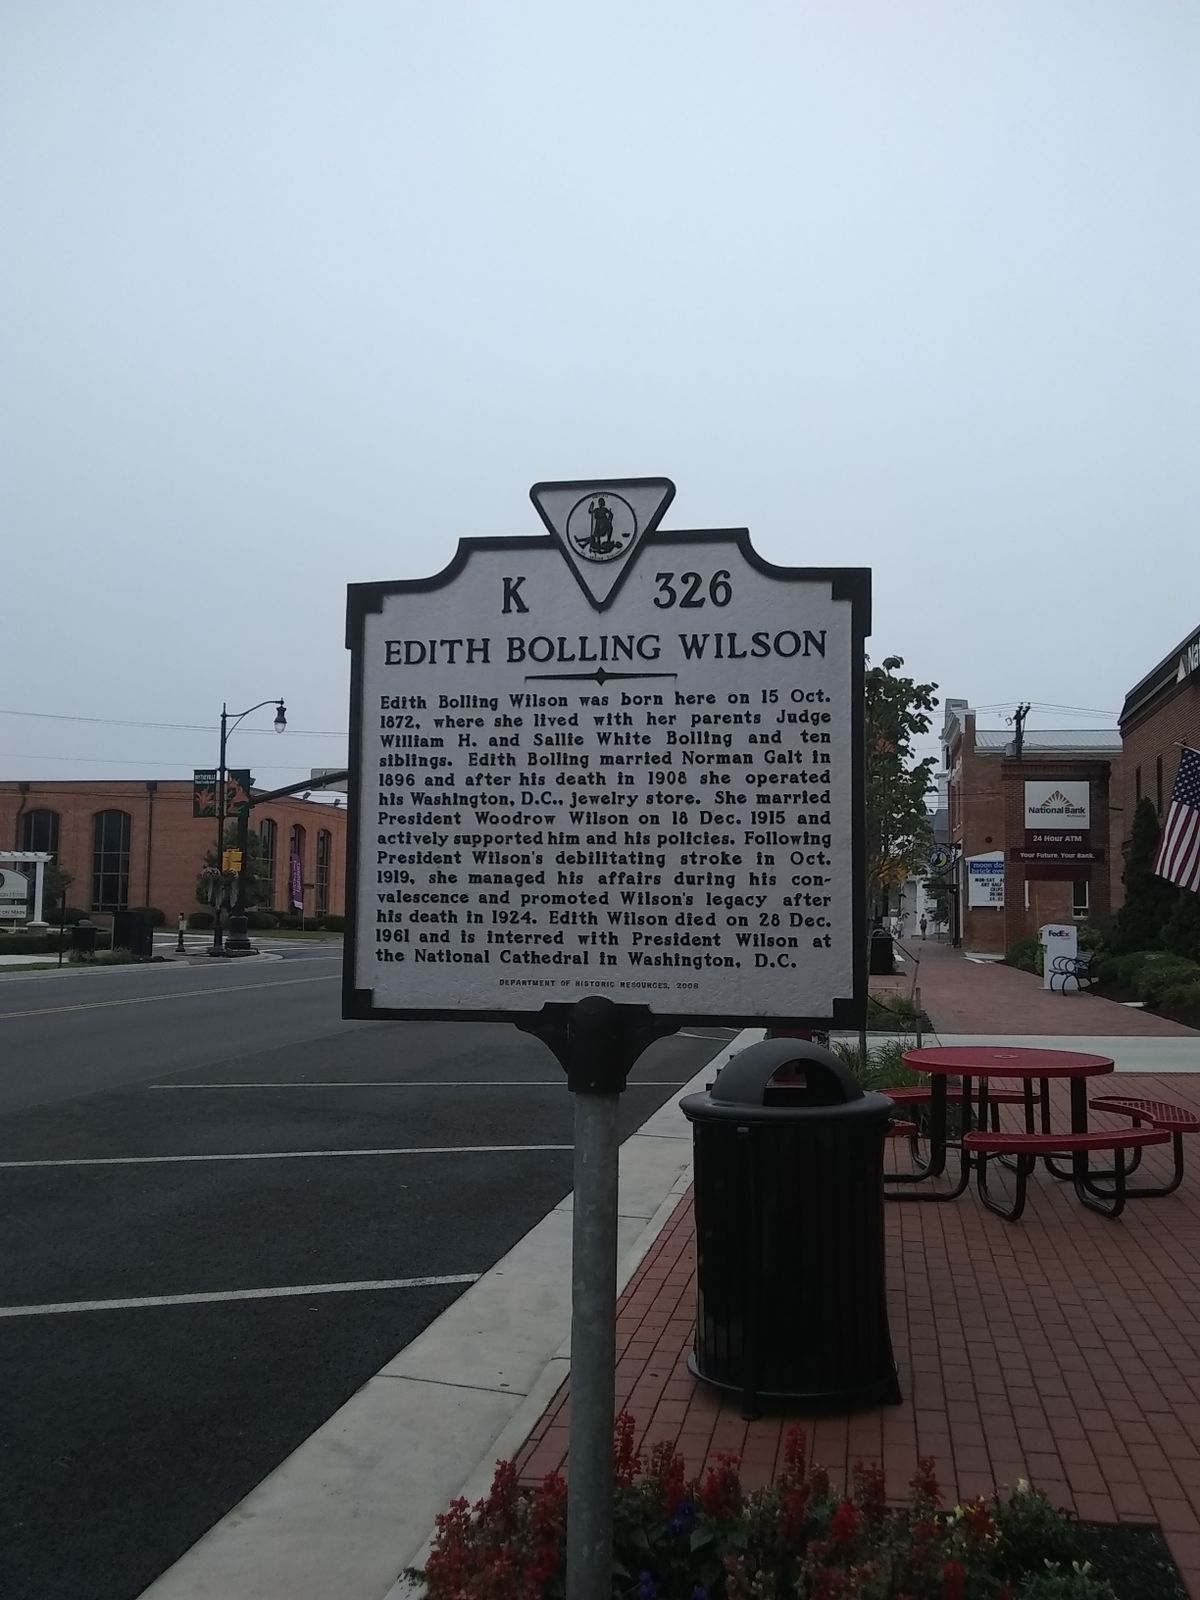 K 326
EDITH BOLLING WILSON
Edith Bolling Wilson was born here on 15 Oct.
1872, where she lived with her parents Judge
William H. and Sallie White Bolling and ten
siblings. Edith Bolling married Norman Galt in
1896 and after his death in 1908 she operated
his Washington, D.C., jewelry store. She married
President Woodrow Wilson on 18 Dec. 1915 and
actively supported him and his policies. Following
President Wilson's debilitating stroke in Oct.
1919, she managed his affairs during his con-
valescence and promoted Wilson's legacy after
his death in 1924. Edith Wilson died on 28 Dec.
1961 and is interred with President Wilson at
the National Cathedral in Washington, D.C.
DEPARTMENT OF HISTORIC RESOURCES, 2008
National Bank
24 Hour ATM
Your Future. Your Bank.
FedEx
WYTHEVILLE